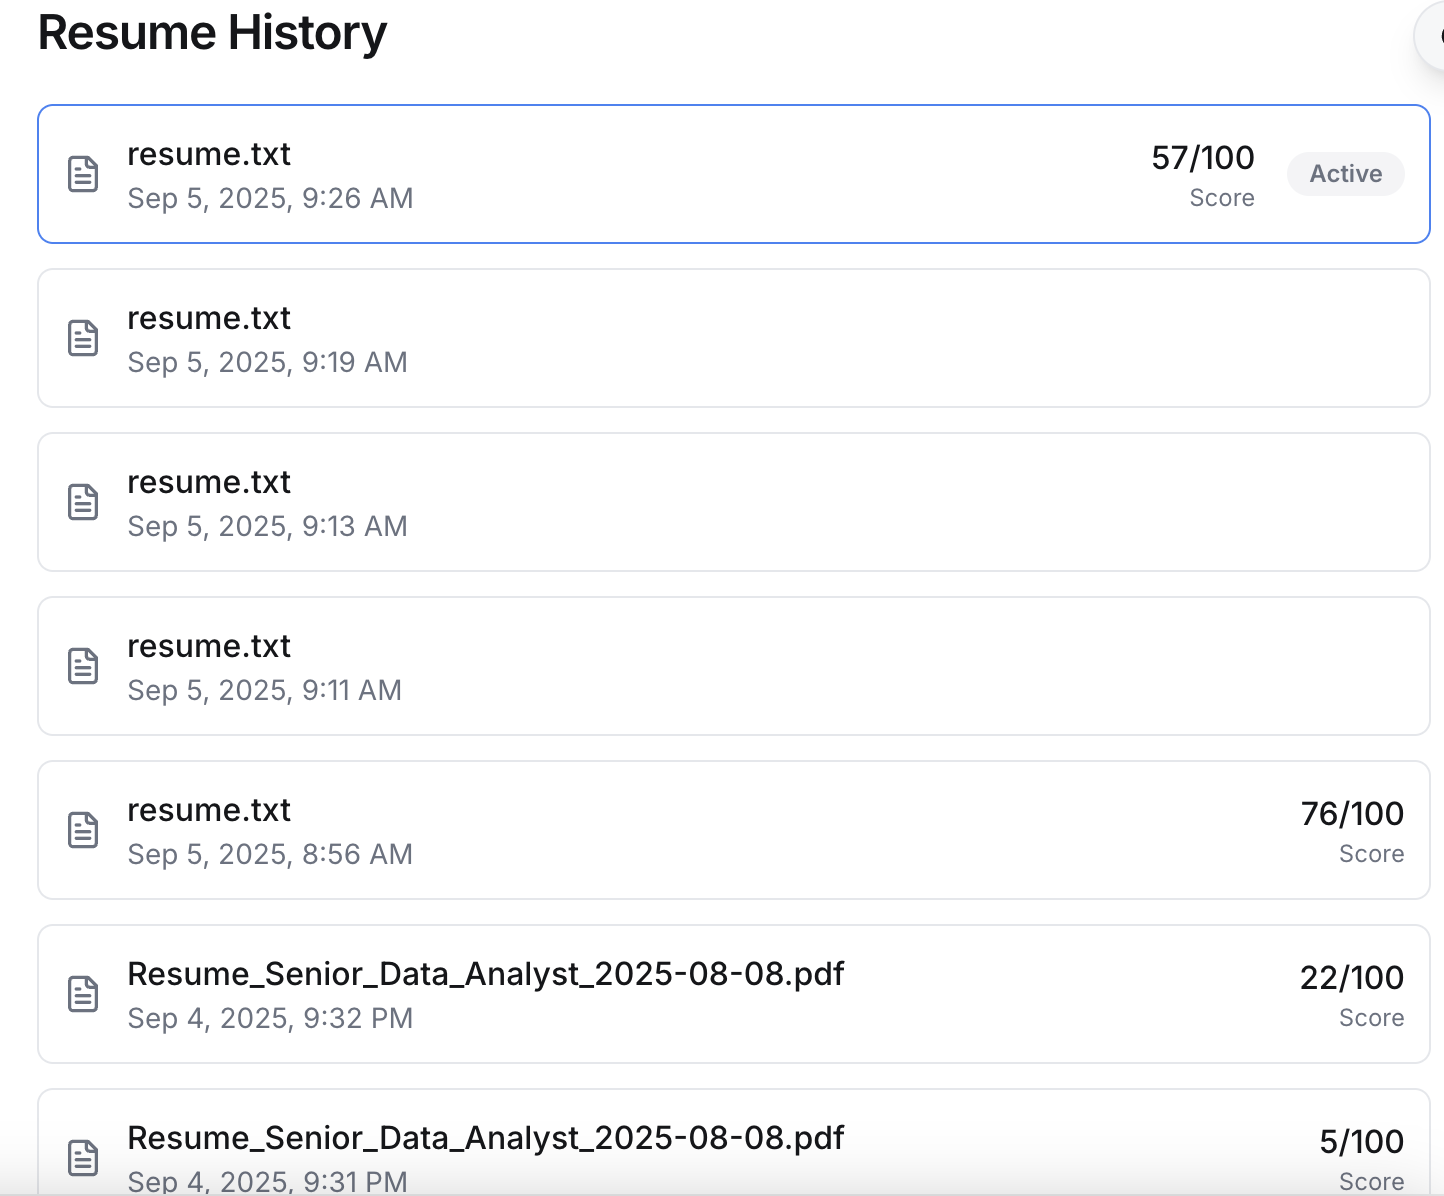 Resume History
resume.txt
Sep 5, 2025, 9:26 AM
57/100
Score
Active
resume.txt
Sep 5, 2025, 9:19 AM
resume.txt
Sep 5, 2025, 9:13 AM
resume.txt
Sep 5, 2025, 9:11 AM
resume.txt
Sep 5, 2025, 8:56 AM
76/100
Score
Resume_Senior_Data_Analyst_2025-08-08.pdf
Sep 4, 2025, 9:32 PM
22/100
Score
Resume_Senior_Data_Analyst_2025-08-08.pdf
Sep 4, 2025, 9:31 PM
5/100
Score